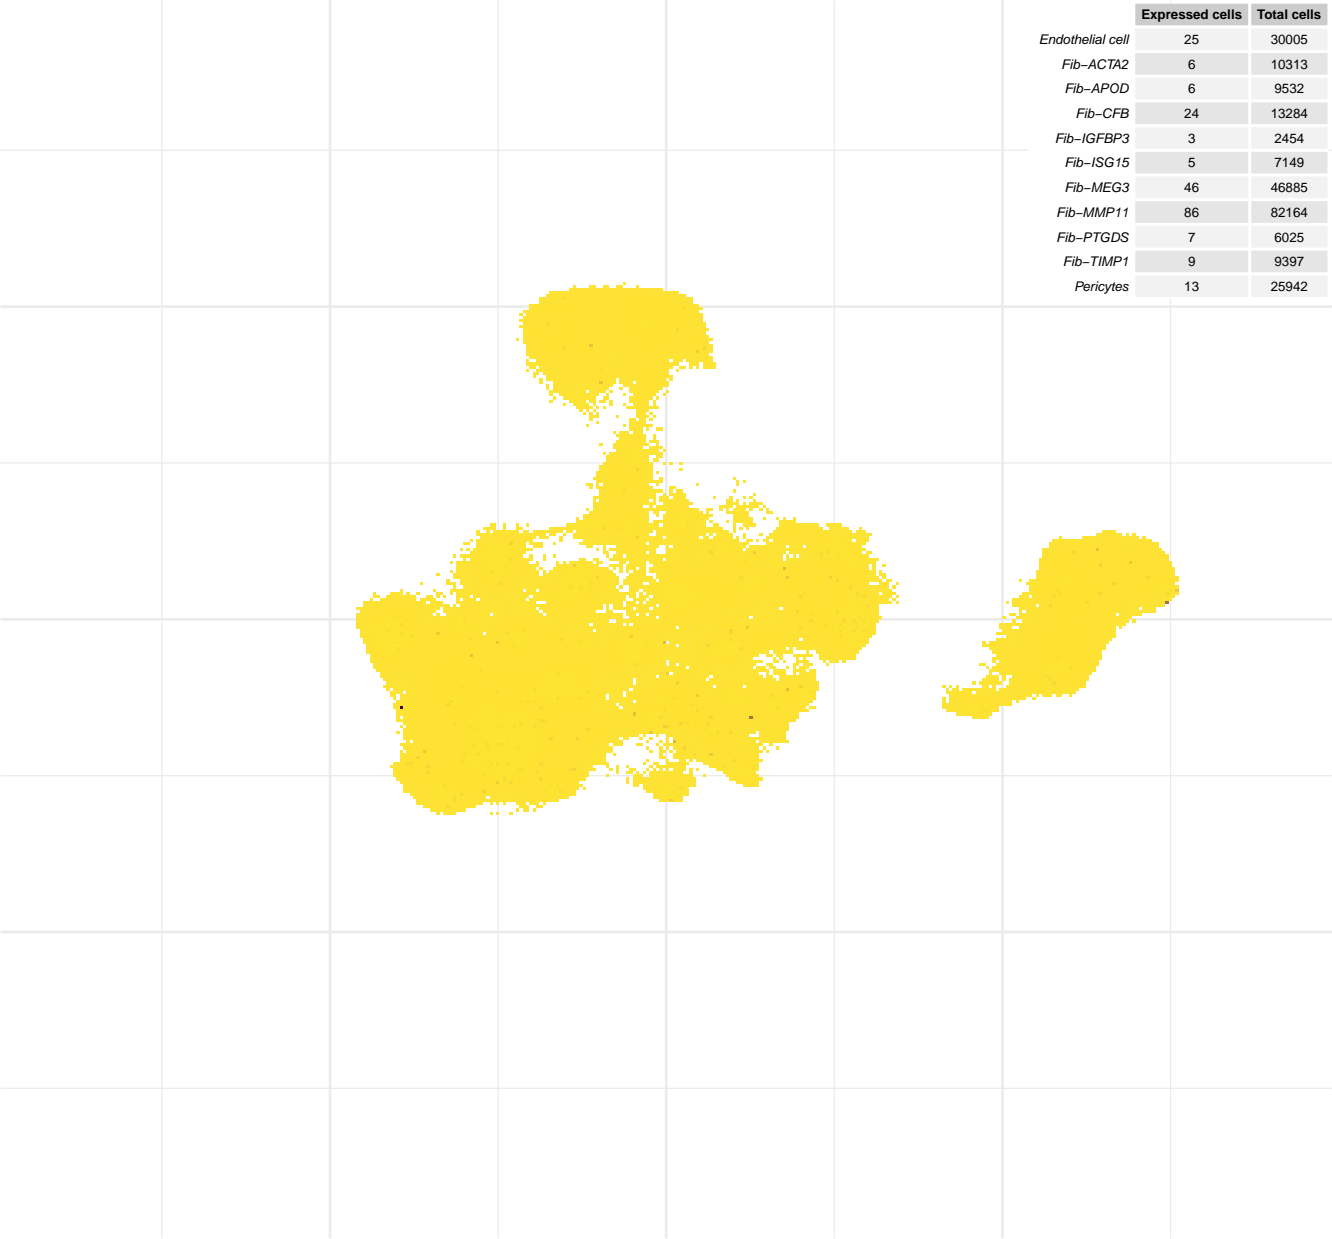 Expressed cells Total cells
Endothelial cell 25 30005
Fib−ACTA2 6 10313
Fib−APOD 6 9532
Fib−CFB 24 13284
Fib−IGFBP3 3 2454
Fib−ISG15 5 7149
Fib−MEG3 46 46885
Fib−MMP11 86 82164
Fib−PTGDS 7 6025
Fib−TIMP1 9 9397
Pericytes 13 25942